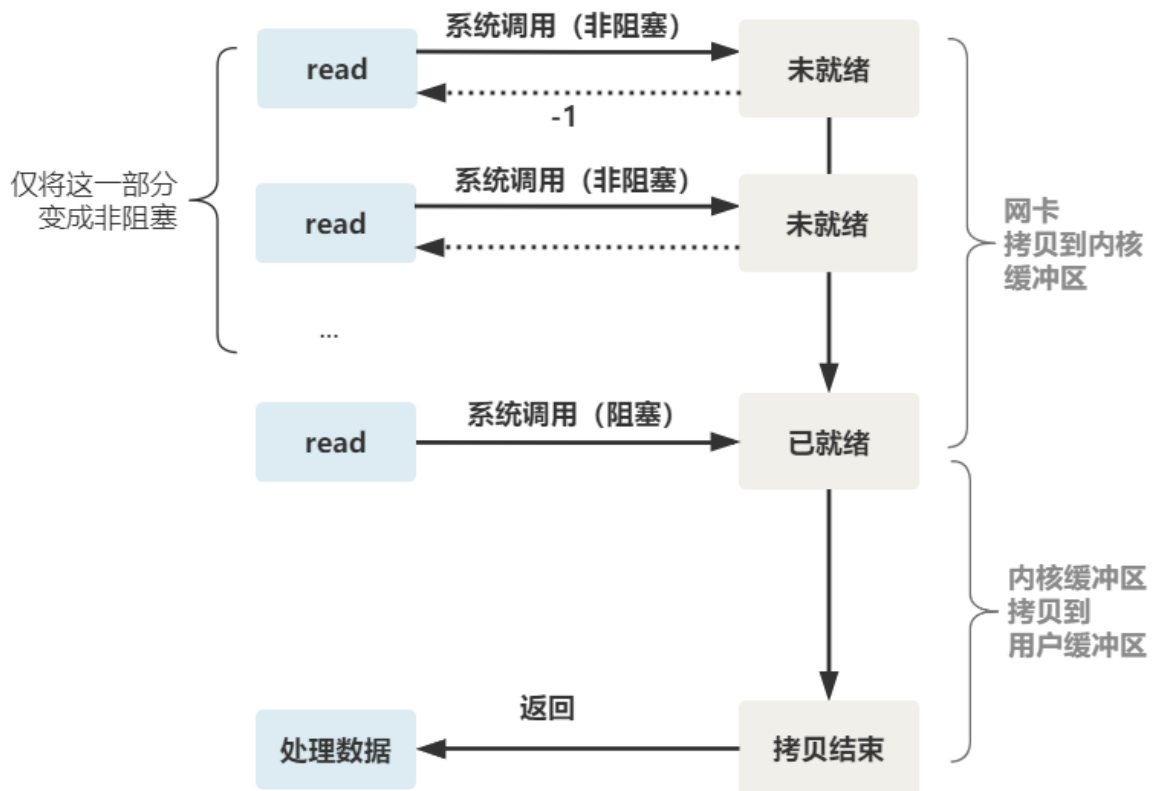 系统调用（非阻塞）
read
未就绪
-1
仅将这一部分
变成非阻塞
系统调用（非阻塞）
read
未就绪
网卡
拷贝到内核
缓冲区
...
系统调用（阻塞）
read
已就绪
内核缓冲区
拷贝到
用户缓冲区
返回
处理数据
拷贝结束